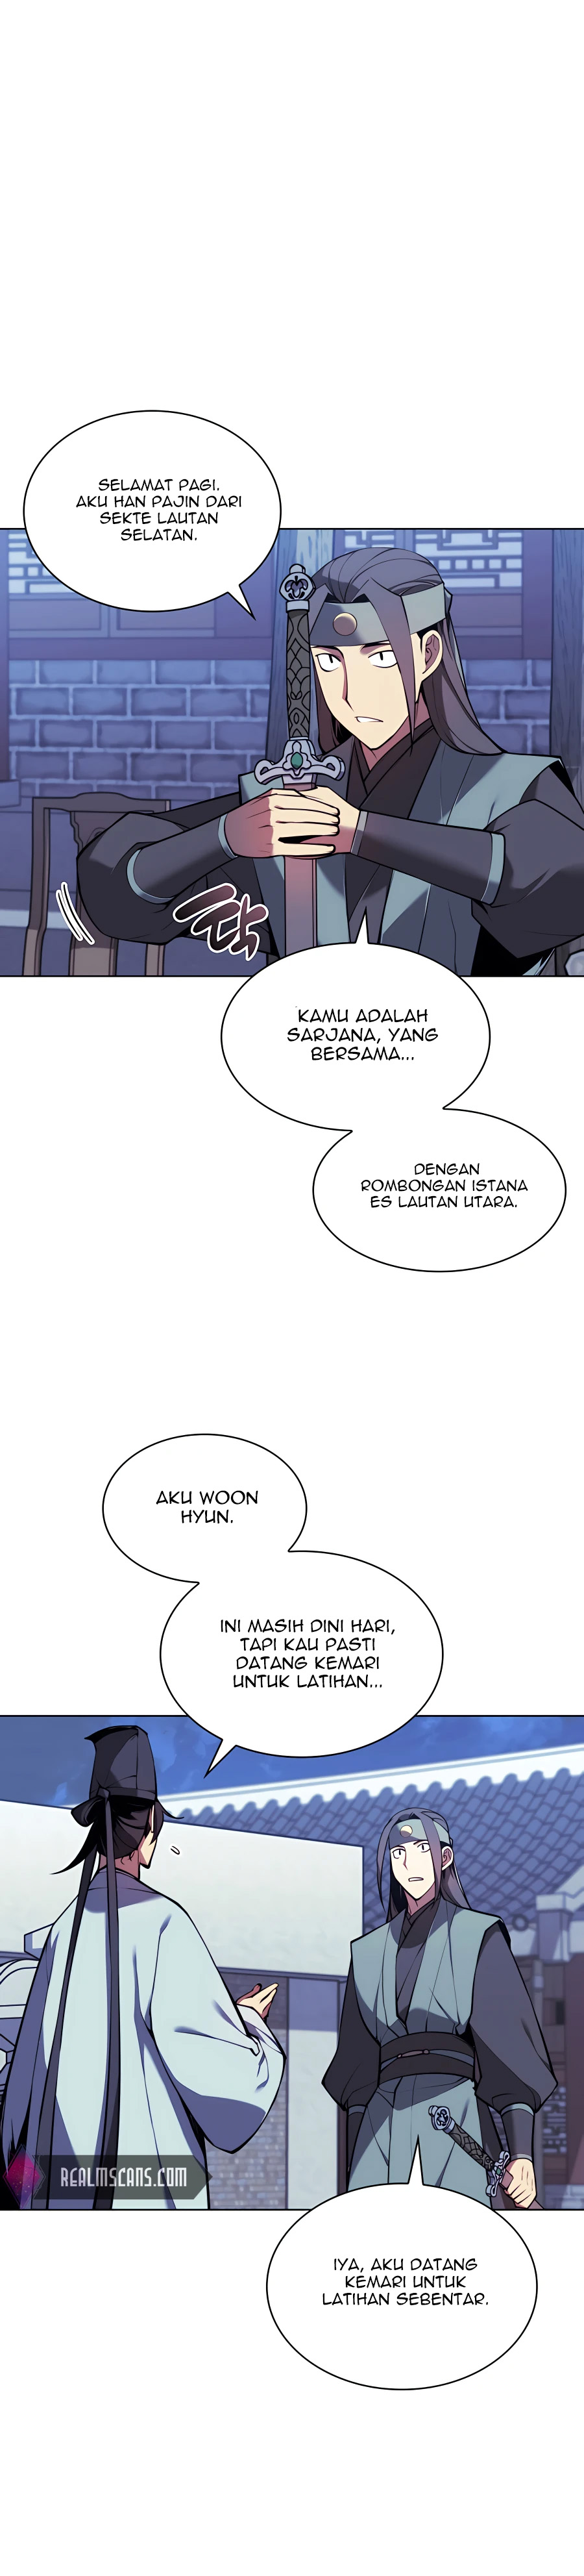 SELAMAT PAGI.
AKU HAN PAJIN DARI
SEKTE LAUTAN
SELATAN.
KAMU ADALAH
SARJANA, YANG
BERSAMA...
DENGAN
ROMBONGAN ISTANA
ES LAUTAN UTARA.
AKU WOON
HYUN.
INI MASIH DINI HARI,
TAPI KAU PASTI
DATANG KEMARI
UNTUK LATIHAN...
REALMSCANS.COM
IYA, AKU DATANG
KEMARI UNTUK
LATIHAN SEBENTAR.